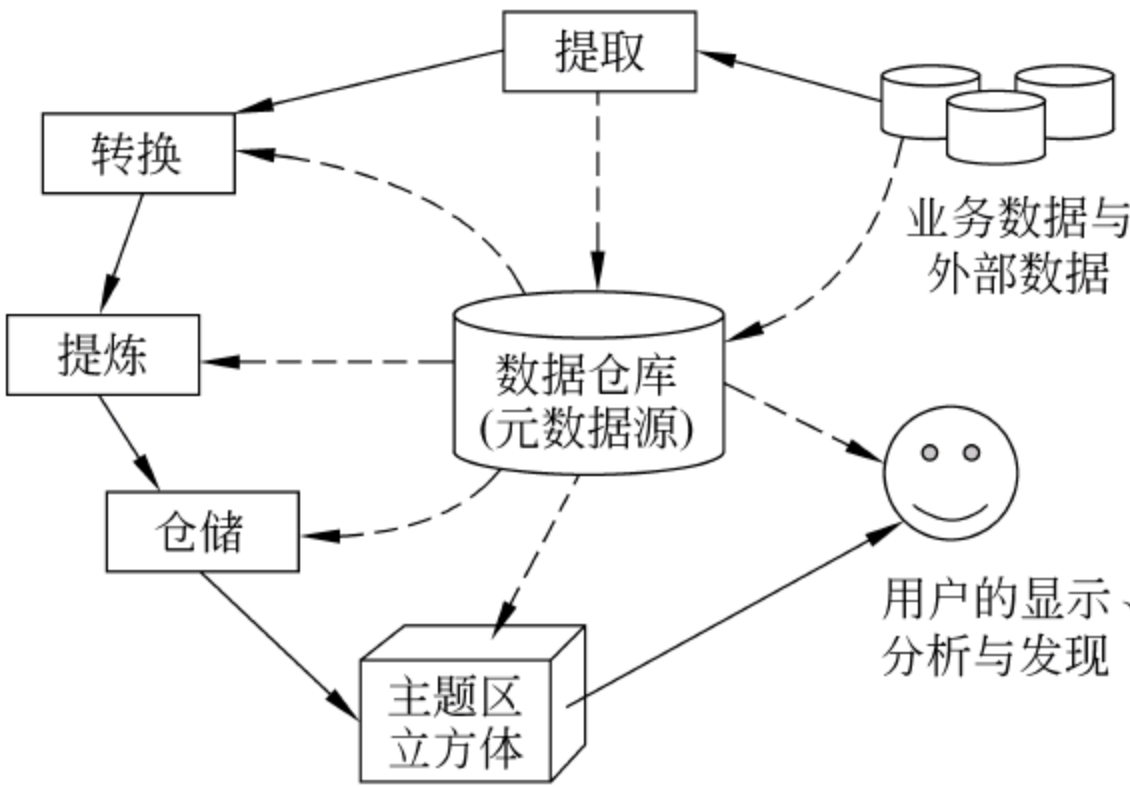 提取
转换
业务数据与
外部数据
提炼
数据仓库
(元数据源)
仓储
用户的显示、
分析与发现
主题区
立方体